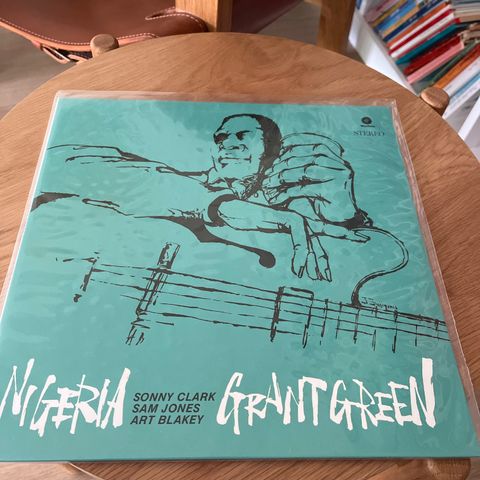 STEREO
NIGERIA
SONNY CLARK
SAM JONES
ART BLAKEY
GRANT GREEN